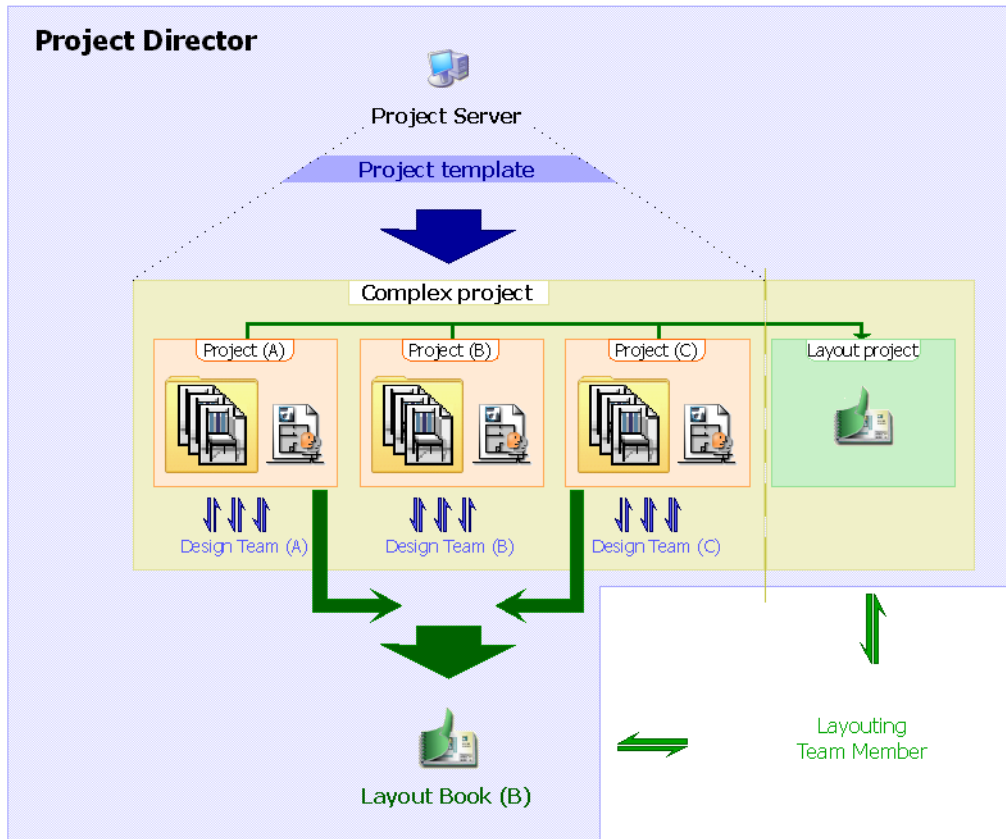 Project Director
Project Server
Project template
Complex project
Project (A)
Project (B)
Project (C)
Layout project
Design Team (A)
Design Team (B)
Design Team (C)
Layouting
Team Member
Layout Book (B)